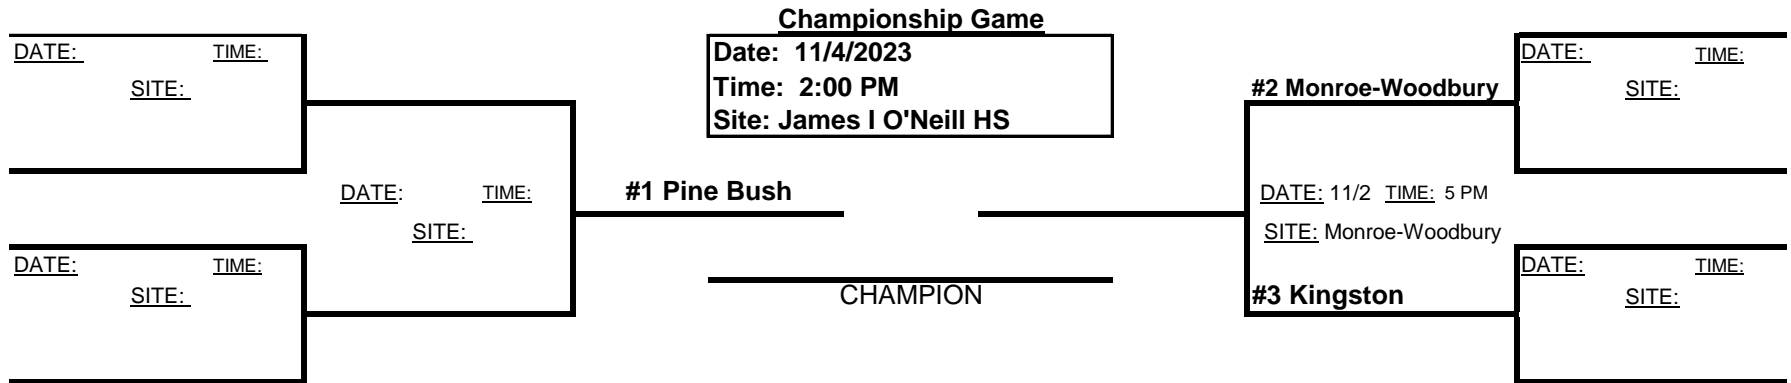 Championship Game
Date: 11/4/2023
Time: 2:00 PM
Site: James I O'Neill HS
DATE: TIME:
SITE:
DATE: TIME:
SITE:
DATE: TIME:
SITE:
#1 Pine Bush
CHAMPION
#2 Monroe-Woodbury
DATE: 11/2 TIME: 5 PM
SITE: Monroe-Woodbury
#3 Kingston
DATE: TIME:
SITE:
DATE: TIME:
SITE: